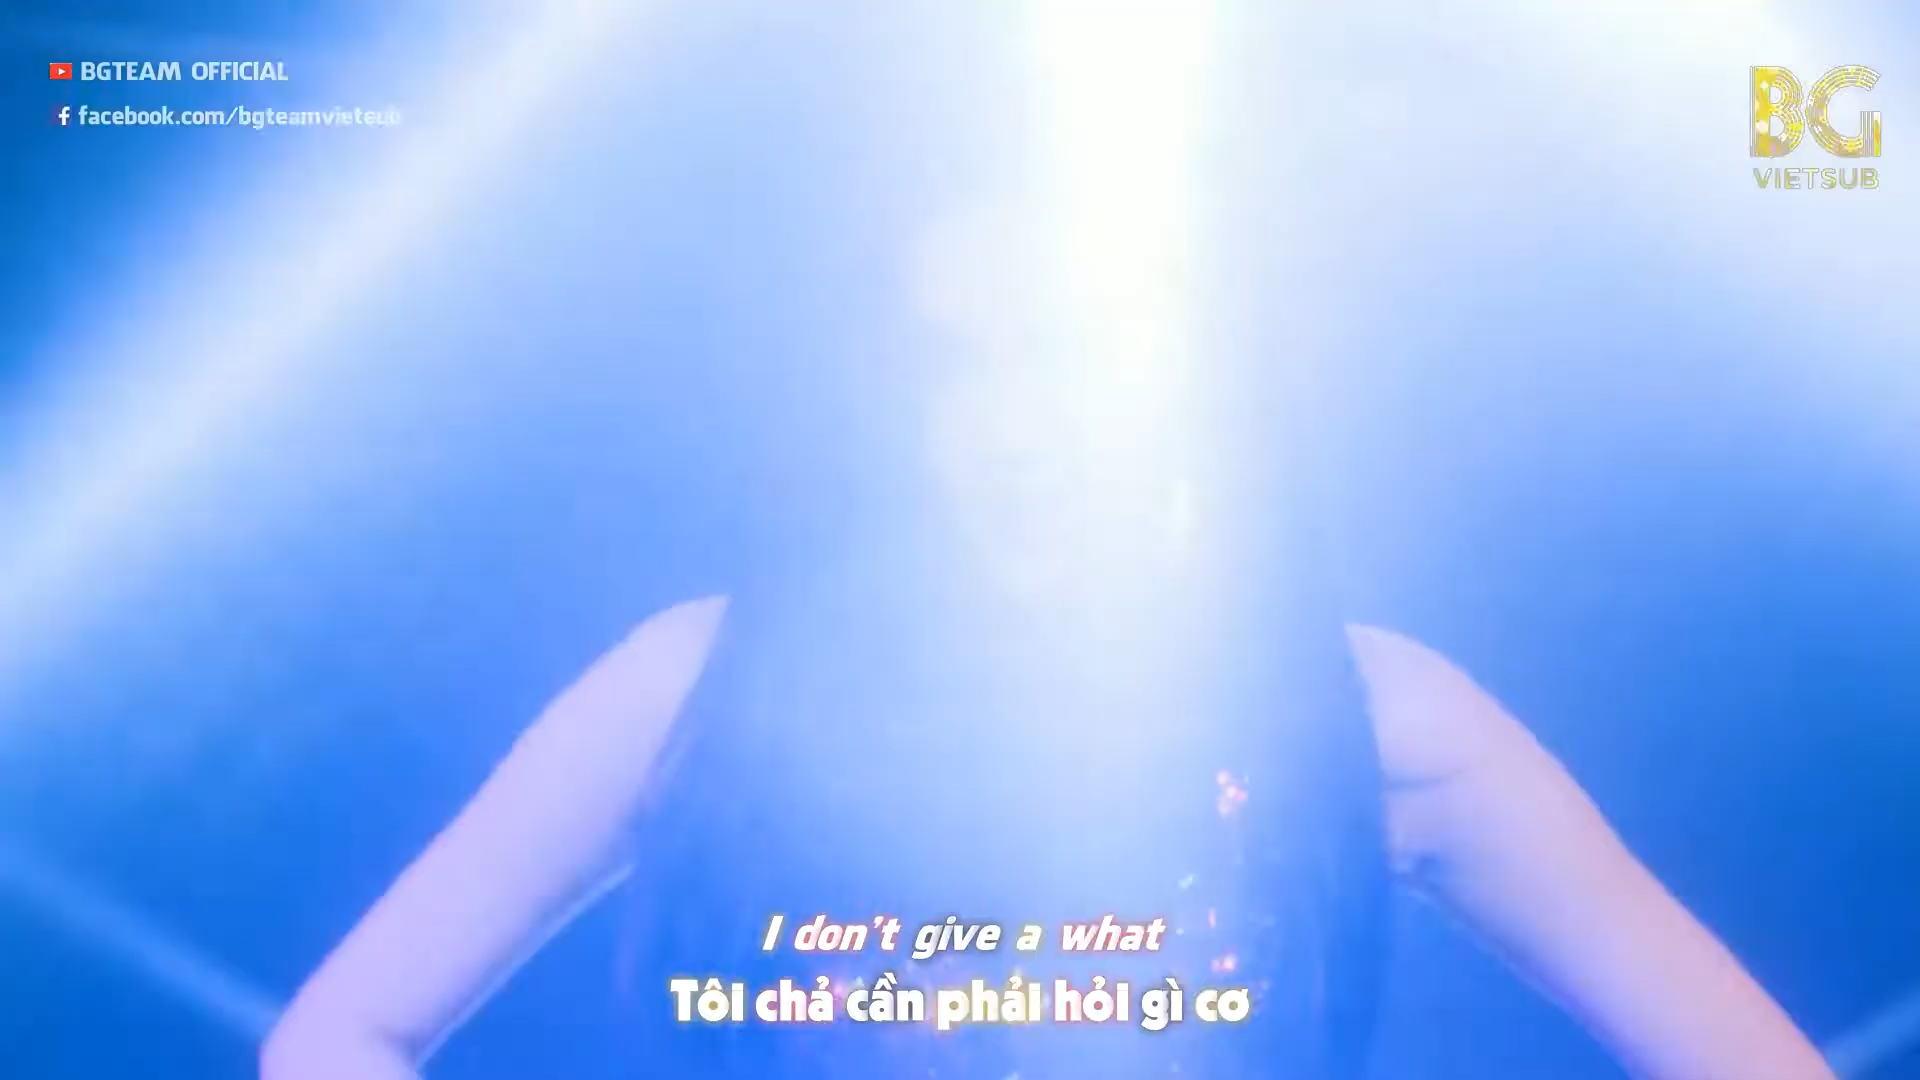 BGTEAM OFFICIAL
facebook.com/bgteamvietsub
BG
VIETSUB
I don't give a what
Tôi chả cần phải hỏi gì cơ